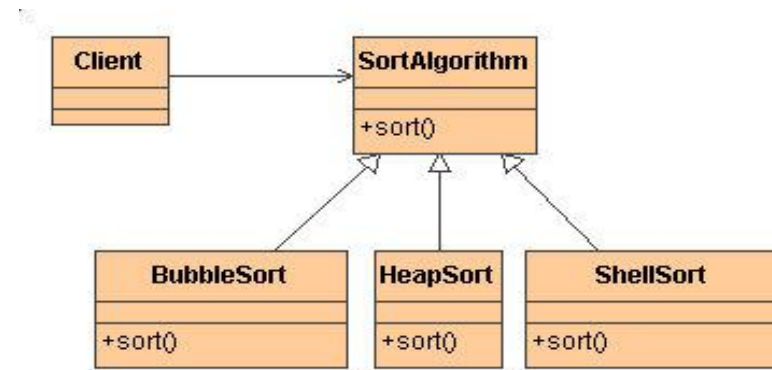 Client
SortAlgorithm
+sort()
BubbleSort
HeapSort
ShellSort
+sort()
+sort()
+sort()